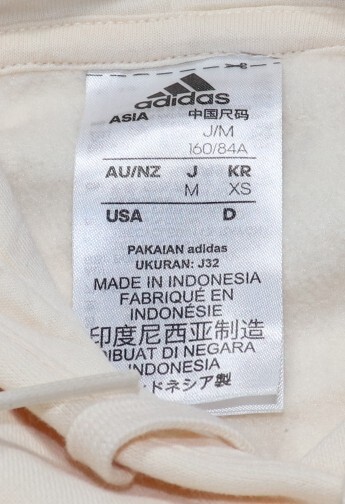 adidas
ASIA 中国尺码
J/M
160/84A
AU/NZ J KR
M XS
USA D
PAKAIAN adidas
UKURAN: J32
MADE IN INDONESIA
FABRIQUÉ EN
INDONÉSIE
印度尼西亚制造
DIBUAT DI NEGARA
INDONESIA
ンドネシア製